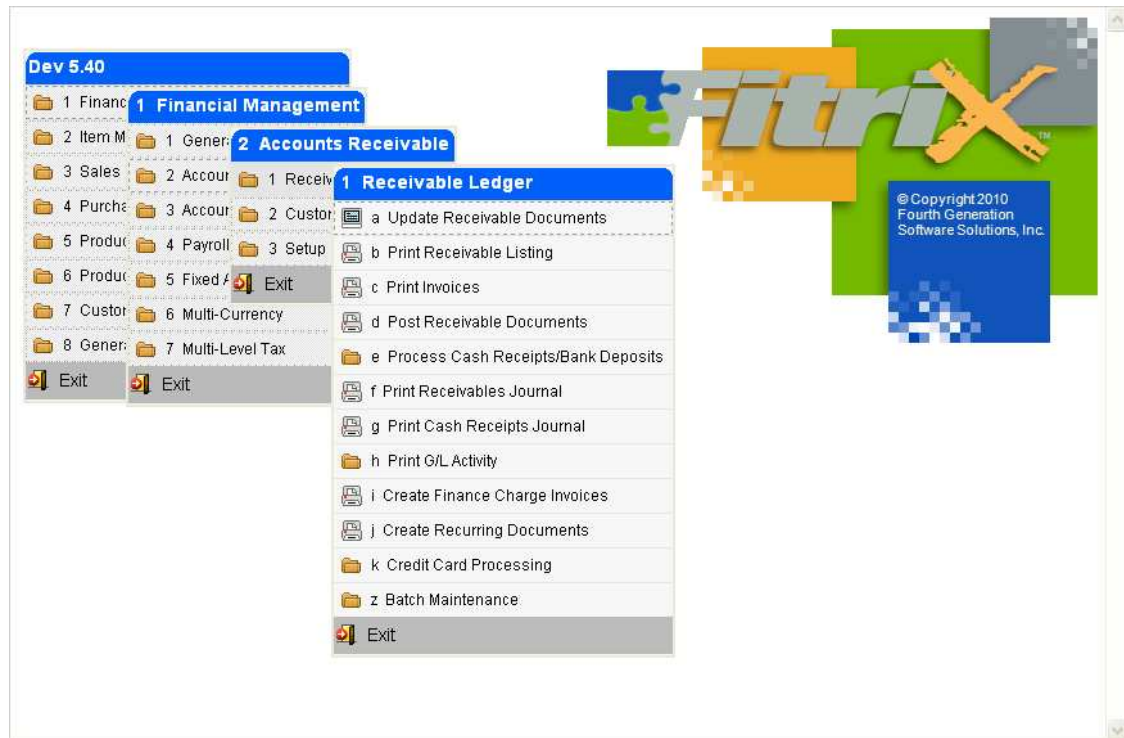 Dev 5.40
1 Financ
2 Item M
3 Sales
4 Purcha
5 Produc
6 Produc
7 Custor
8 Gener
Exit
1 Financial Management
1 Gener
2 Accour
3 Accour
4 Payroll
5 Fixed
6 Multi-Currency
7 Multi-Level Tax
Exit
2 Accounts Receivable
1 Receiv
2 Custor
3 Setup
Exit
1 Receivable Ledger
a Update Receivable Documents
b Print Receivable Listing
c Print Invoices
d Post Receivable Documents
e Process Cash Receipts/Bank Deposits
f Print Receivables Journal
g Print Cash Receipts Journal
h Print G/L Activity
i Create Finance Charge Invoices
j Create Recurring Documents
k Credit Card Processing
z Batch Maintenance
Exit
FitriX
TM
© Copyright 2010
Fourth Generation
Software Solutions, Inc.